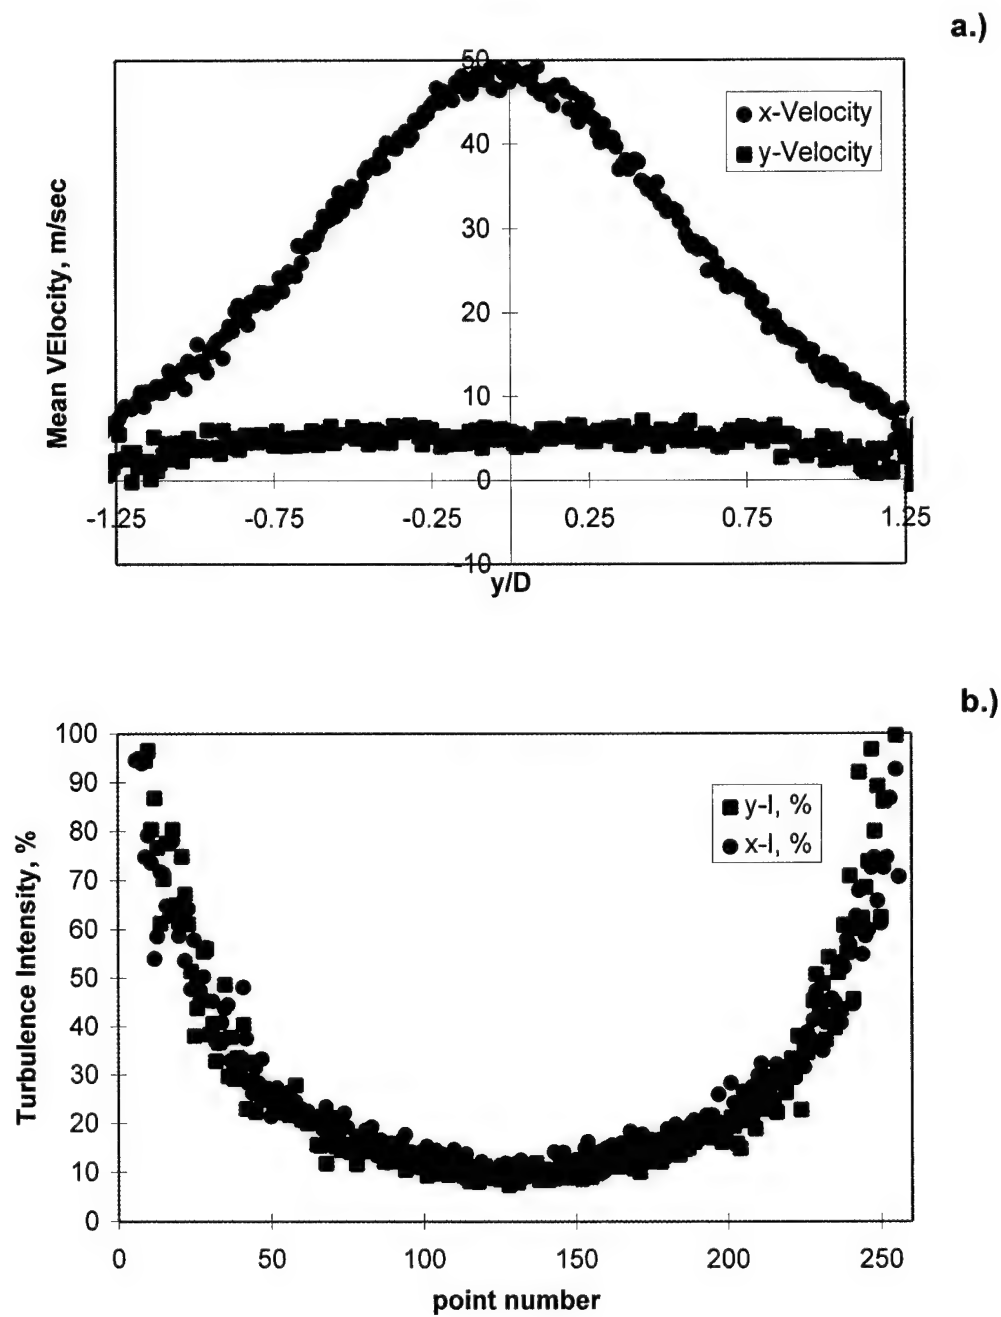 a.)
50
x-Velocity
y-Velocity
40
30
20
10
0
Mean VElocity, m/sec
-1.25 -0.75 -0.25 0.25 0.75 1.25
-10
y/D
b.)
100
90
80
70
60
50
40
30
20
10
0
y-I, %
x-I, %
Turbulence Intensity, %
0 50 100 150 200 250
point number